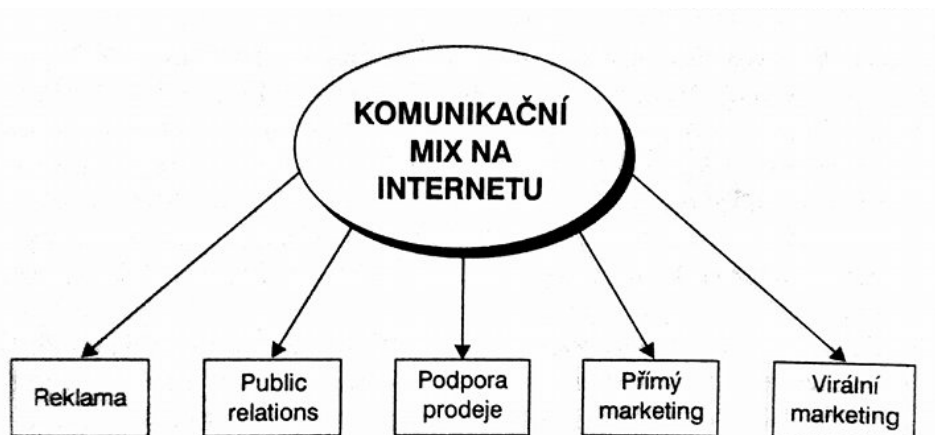 KOMUNIKAČNÍ
MIX NA
INTERNETU
Reklama
Public
relations
Podpora
prodeje
Přímý
marketing
Virální
marketing